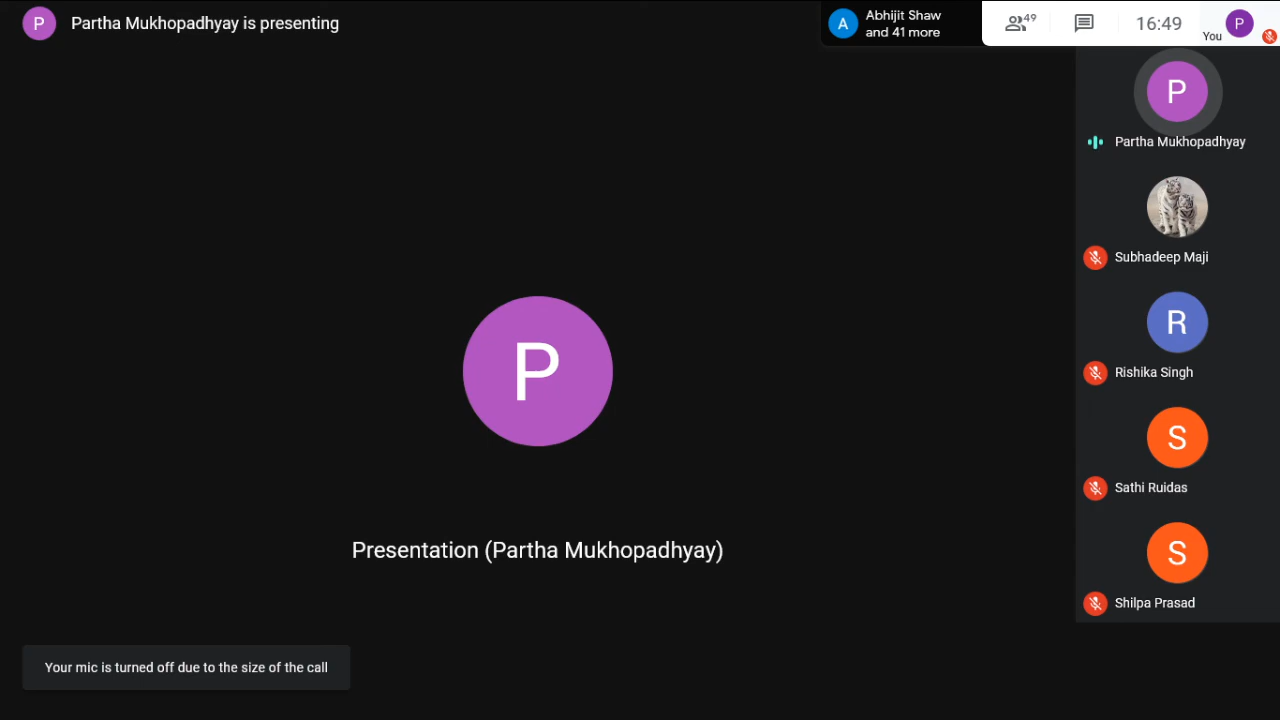 P
Partha Mukhopadhyay is presenting
A
Abhijit Shaw
and 41 more
49
16:49
You
P
P
Partha Mukhopadhyay
Subhadeep Maji
R
Rishika Singh
S
Sathi Ruidas
S
Shilpa Prasad
P
Presentation (Partha Mukhopadhyay)
Your mic is turned off due to the size of the call